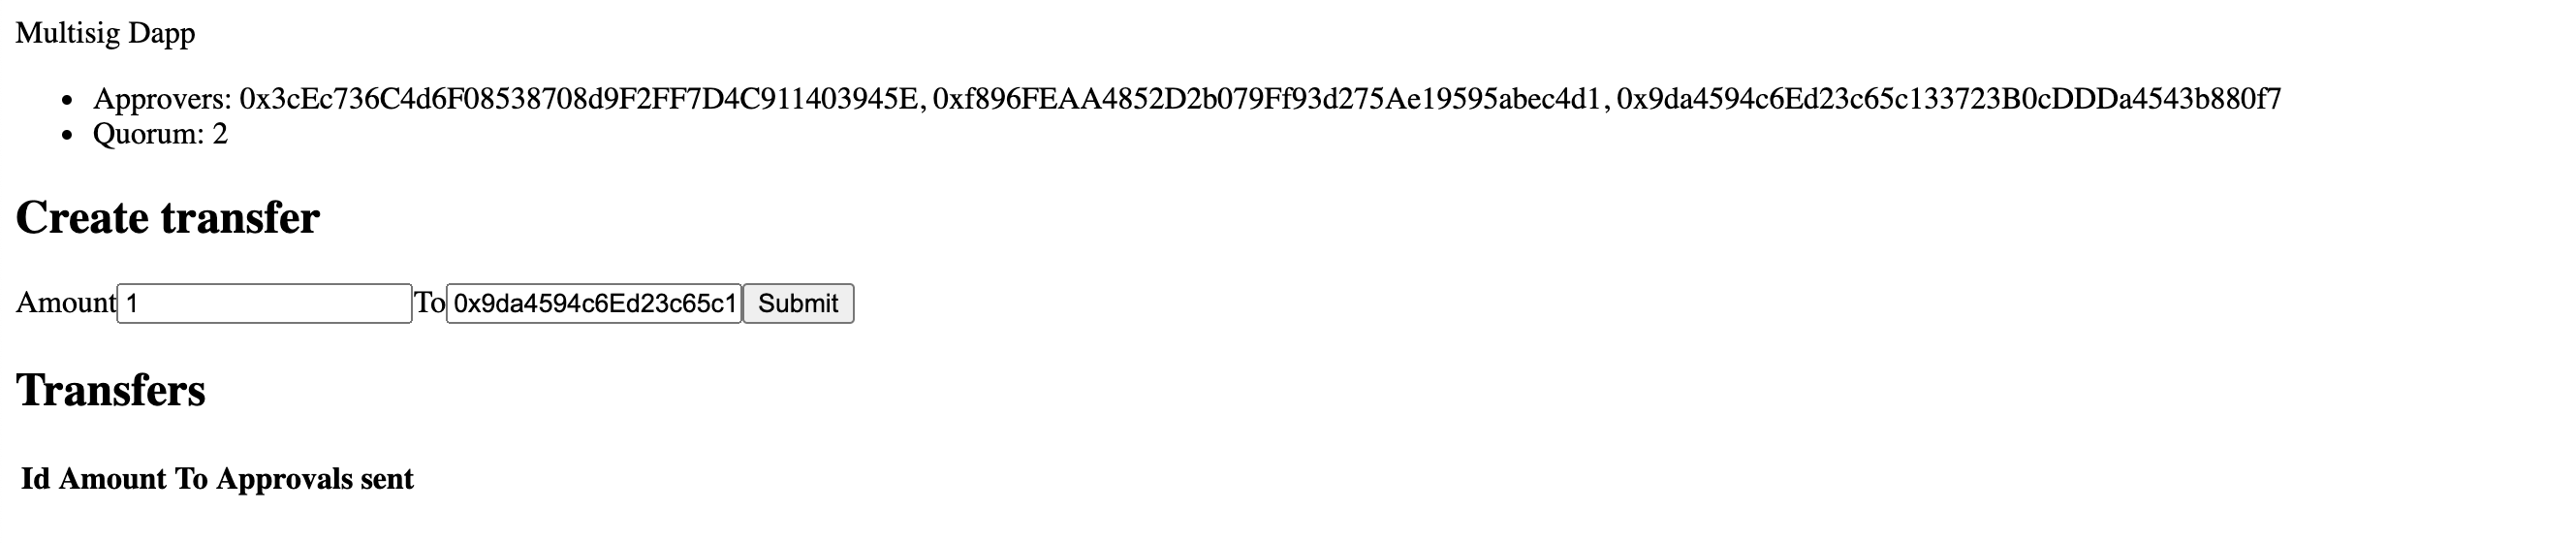 Multisig Dapp
• Approvers: 0x3cEc736C4d6F08538708d9F2FF7D4C911403945E, 0xf896FEAA4852D2b079Ff93d275Ae19595abec4d1, 0x9da4594c6Ed23c65c133723B0cDDDa4543b880f7
• Quorum: 2
Create transfer
Amount 1 To 0x9da4594c6Ed23c65c1 Submit
Transfers
Id Amount To Approvals sent